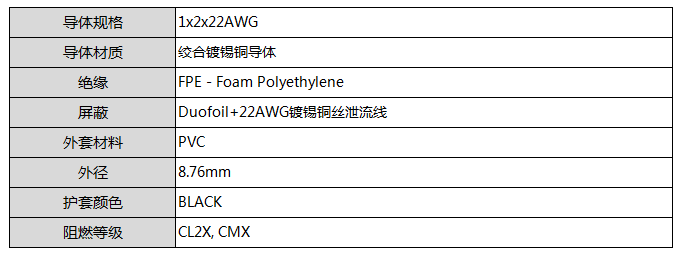 导体规格 1x2x22AWG
导体材质 绞合镀锡铜导体
绝缘 FPE - Foam Polyethylene
屏蔽 Duofoil+22AWG镀锡铜丝泄流线
外套材料 PVC
外径 8.76mm
护套颜色 BLACK
阻燃等级 CL2X, CMX